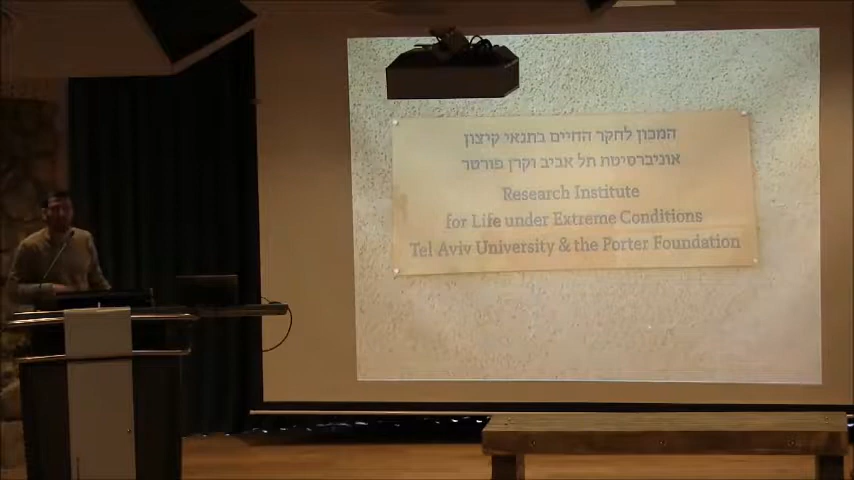 המכון לחקר החיים בתנאי קיצון
אוניברסיטת תל אביב וקרן פורטר
Research Institute
for Life under Extreme Conditions
Tel Aviv University & the Porter Foundation